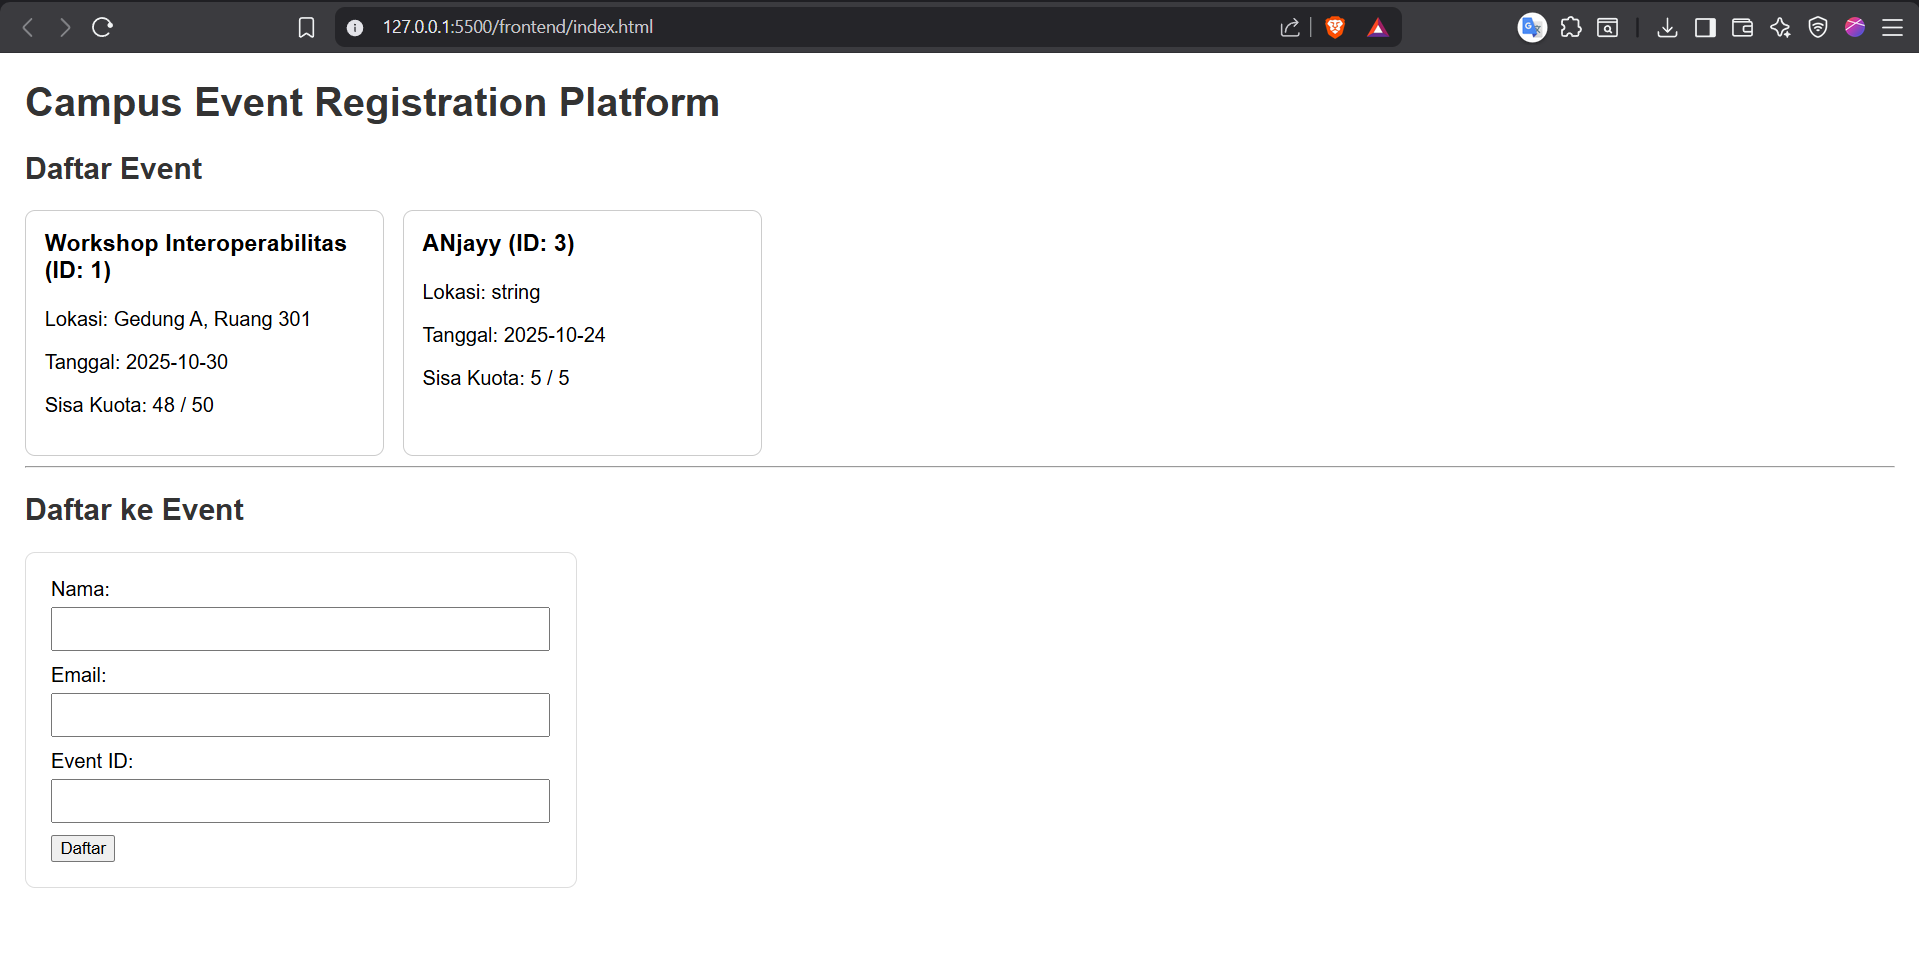 127.0.0.1:5500/frontend/index.html
Campus Event Registration Platform
Daftar Event
Workshop Interoperabilitas
(ID: 1)
Lokasi: Gedung A, Ruang 301
Tanggal: 2025-10-30
Sisa Kuota: 48 / 50
ANjayy (ID: 3)
Lokasi: string
Tanggal: 2025-10-24
Sisa Kuota: 5 / 5
Daftar ke Event
Nama:
Email:
Event ID:
Daftar